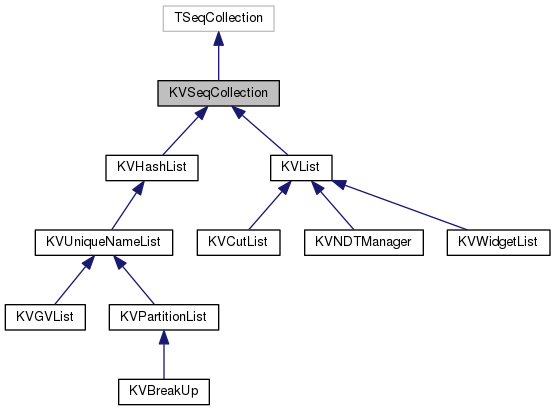 TSeqCollection
KVSeqCollection
KVHashList
KVList
KVUniqueNameList
KVCutList
KVNDTManager
KVWidgetList
KVGVList
KVPartitionList
KVBreakUp